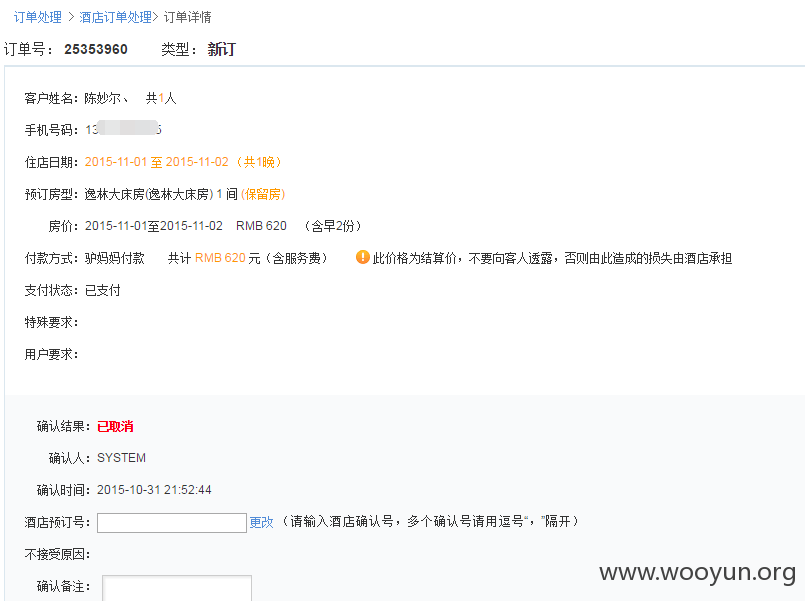 订单处理 > 酒店订单处理> 订单详情
订单号： 25353960 类型： 新订
客户姓名：陈妙尔、 共1人
手机号码：13 5
住店日期：2015-11-01 至 2015-11-02 （共1晚）
预订房型：逸林大床房(逸林大床房) 1 间 (保留房)
房价：2015-11-01至2015-11-02 RMB 620 （含早2份）
付款方式：驴妈妈付款 共计 RMB 620 元（含服务费） 此价格为结算价，不要向客人透露，否则由此造成的损失由酒店承担
支付状态：已支付
特殊要求：
用户要求：
确认结果：已取消
确认人：SYSTEM
确认时间：2015-10-31 21:52:44
酒店预订号： 更改 （请输入酒店确认号，多个确认号请用逗号“，”隔开）
不接受原因：
确认备注：
www.wooyun.org